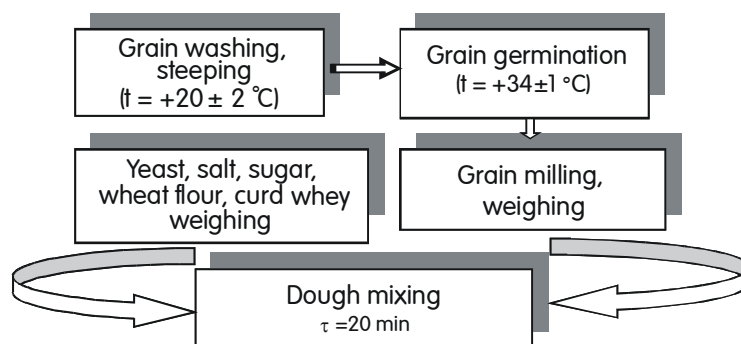 Grain washing,
steeping
(t = +20 ± 2 °C)
Grain germination
(t = +34±1 °C)
Yeast, salt, sugar,
wheat flour, curd whey
weighing
Grain milling,
weighing
Dough mixing
τ =20 min